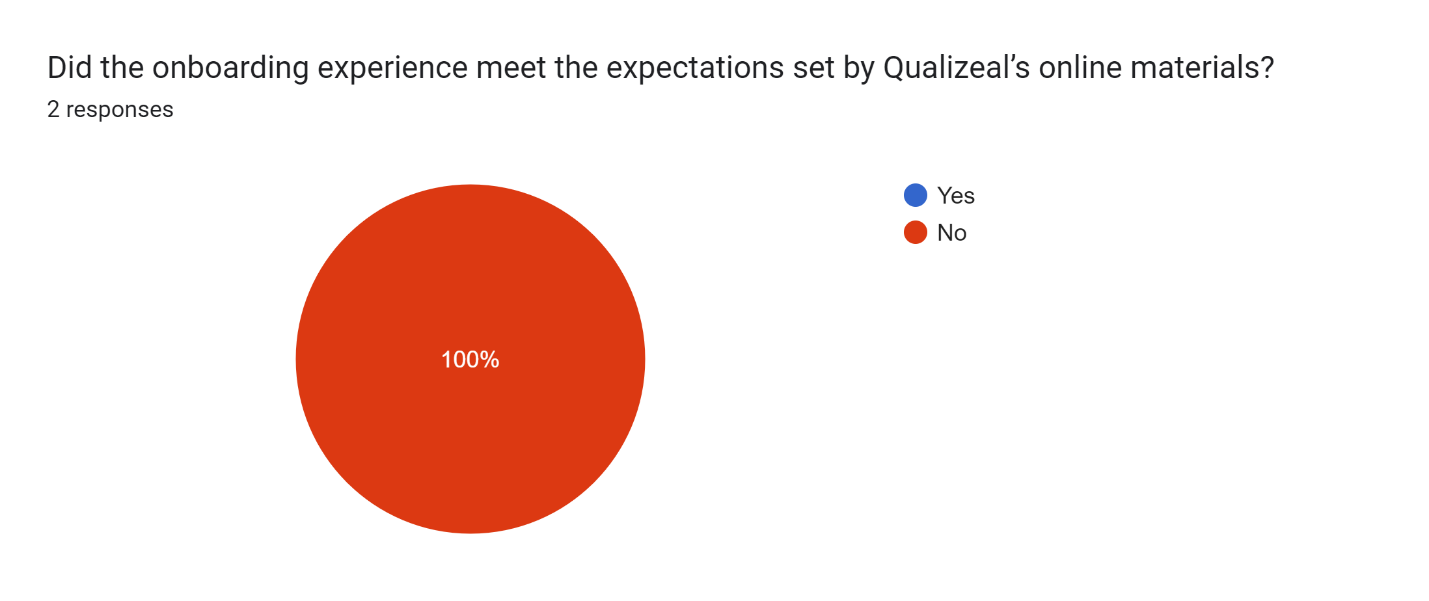 Did the onboarding experience meet the expectations set by Qualizeal’s online materials?
2 responses
Yes
No
100%